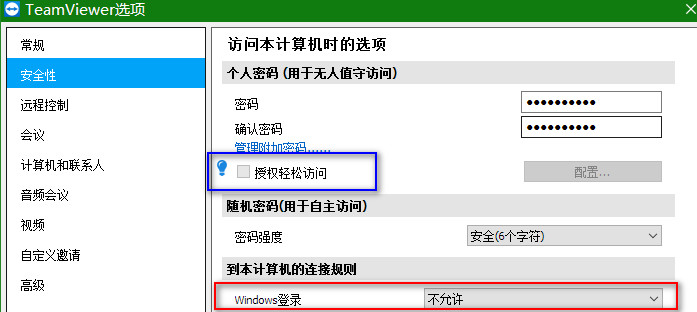 TeamViewer选项
常规
安全性
远程控制
会议
计算机和联系人
音频会议
视频
自定义邀请
高级
访问本计算机时的选项
个人密码 (用于无人值守访问)
密码
确认密码
管理附加密码......
授权轻松访问
配置...
随机密码(用于自主访问)
密码强度
安全(6个字符)
到本计算机的连接规则
Windows登录
不允许